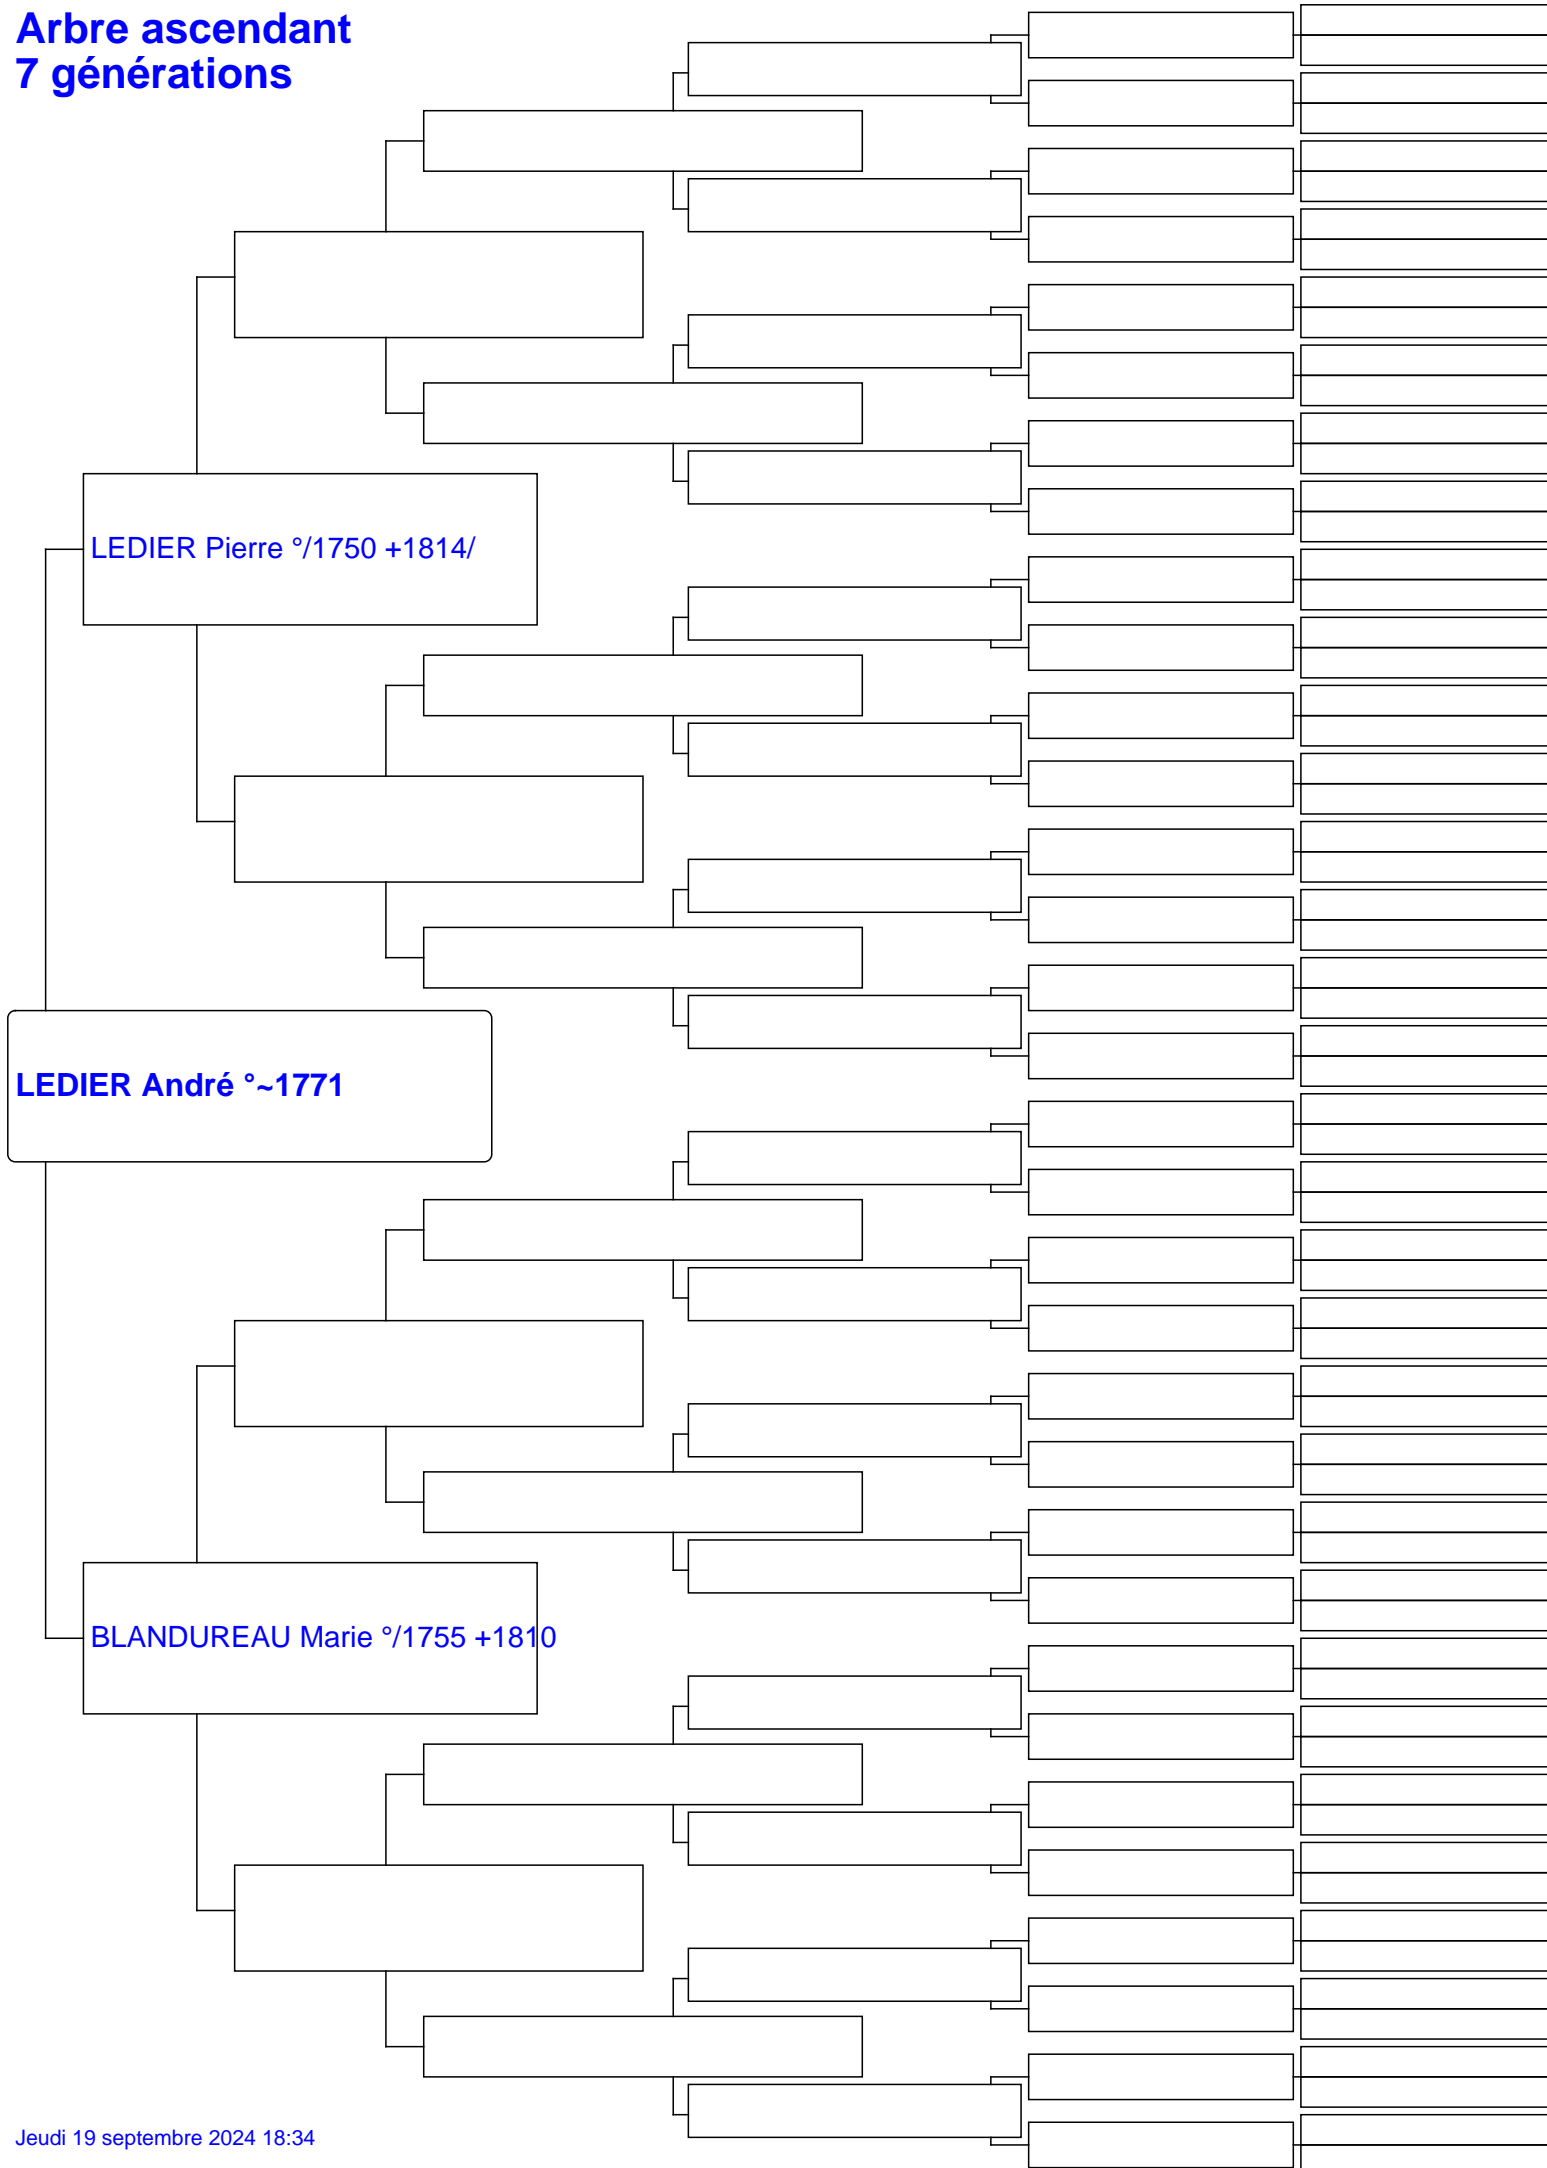 Arbre ascendant
7 générations
LEDIER Pierre °/1750 +1814/
LEDIER André °~1771
BLANDUREAU Marie °/1755 +1810
Jeudi 19 septembre 2024 18:34